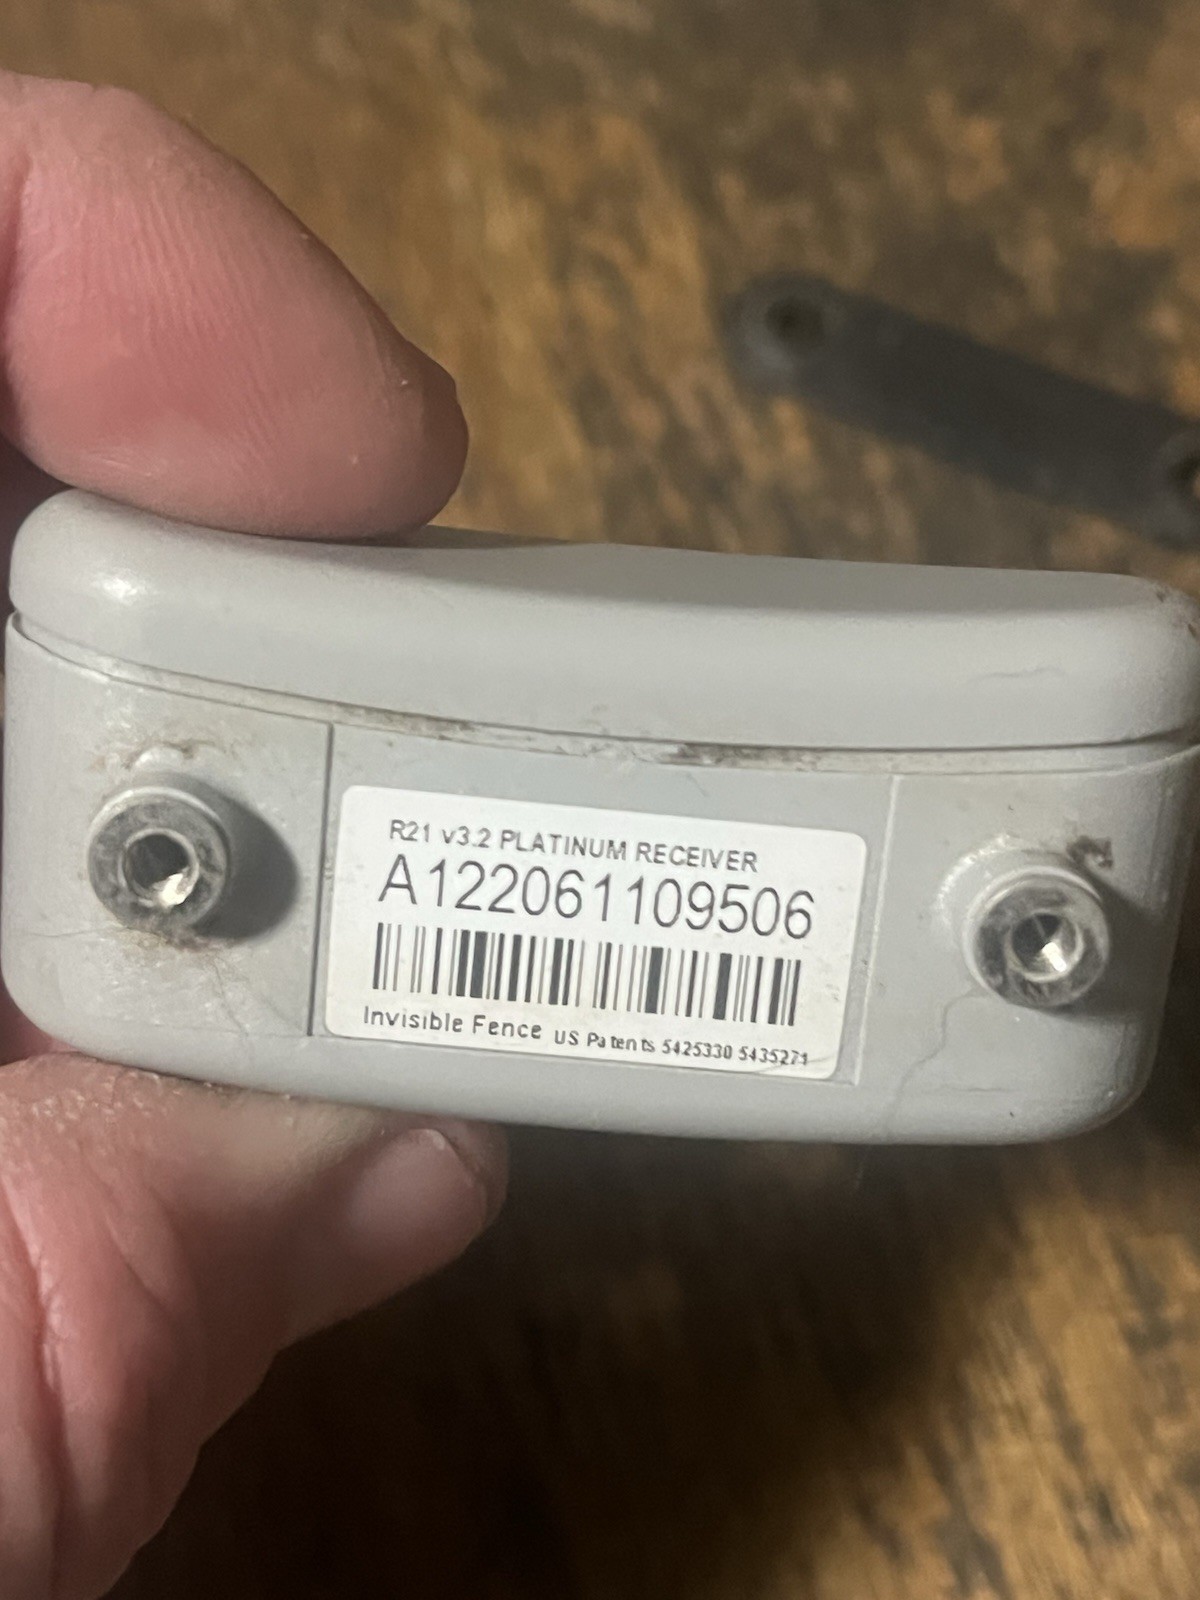 R21 v3.2 PLATINUM RECEIVER
A122061109506
Invisible Fence US Patents 5425330 5435271